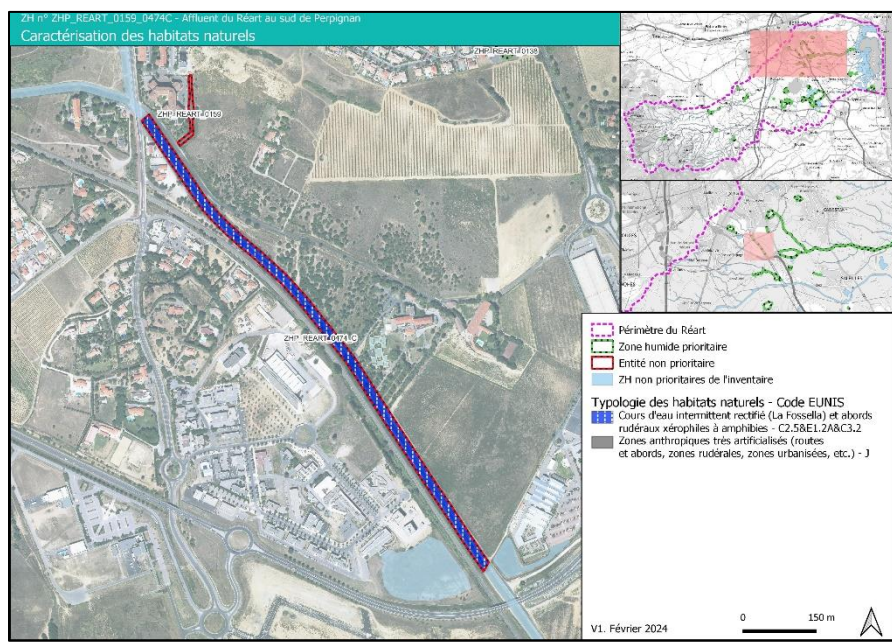 ZH n° ZHP_REART_0159_0474C - Affluent du Réart au sud de Perpignan
Caractérisation des habitats naturels
ZHP_REART_0138
ZHP_REART_0159
ZHP_REART_0474_C
Périmètre du Réart
Zone humide prioritaire
Entité non prioritaire
ZH non prioritaires de l'inventaire
Typologie des habitats naturels - Code EUNIS
Cours d'eau intermittent rectifié (La Fossella) et abords
rudéraux xérophiles à amphibies - C2.5&E1.2A&C3.2
Zones anthropiques très artificialisés (routes
et abords, zones rudérales, zones urbanisées, etc.) - J
V1. Février 2024
0 150 m